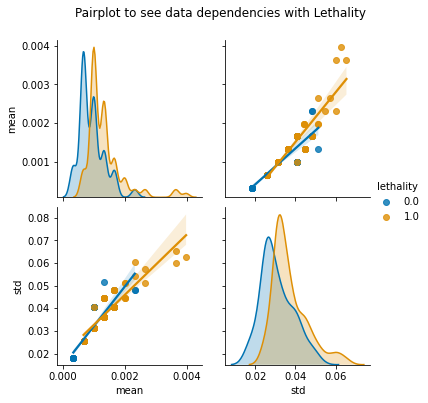 Pairplot to see data dependencies with Lethality
0.004
0.003
0.002
0.001
mean
lethality
0.0
1.0
0.08
0.07
0.06
0.05
0.04
0.03
0.02
std
0.000 0.002 0.004
mean
0.02 0.04 0.06
std